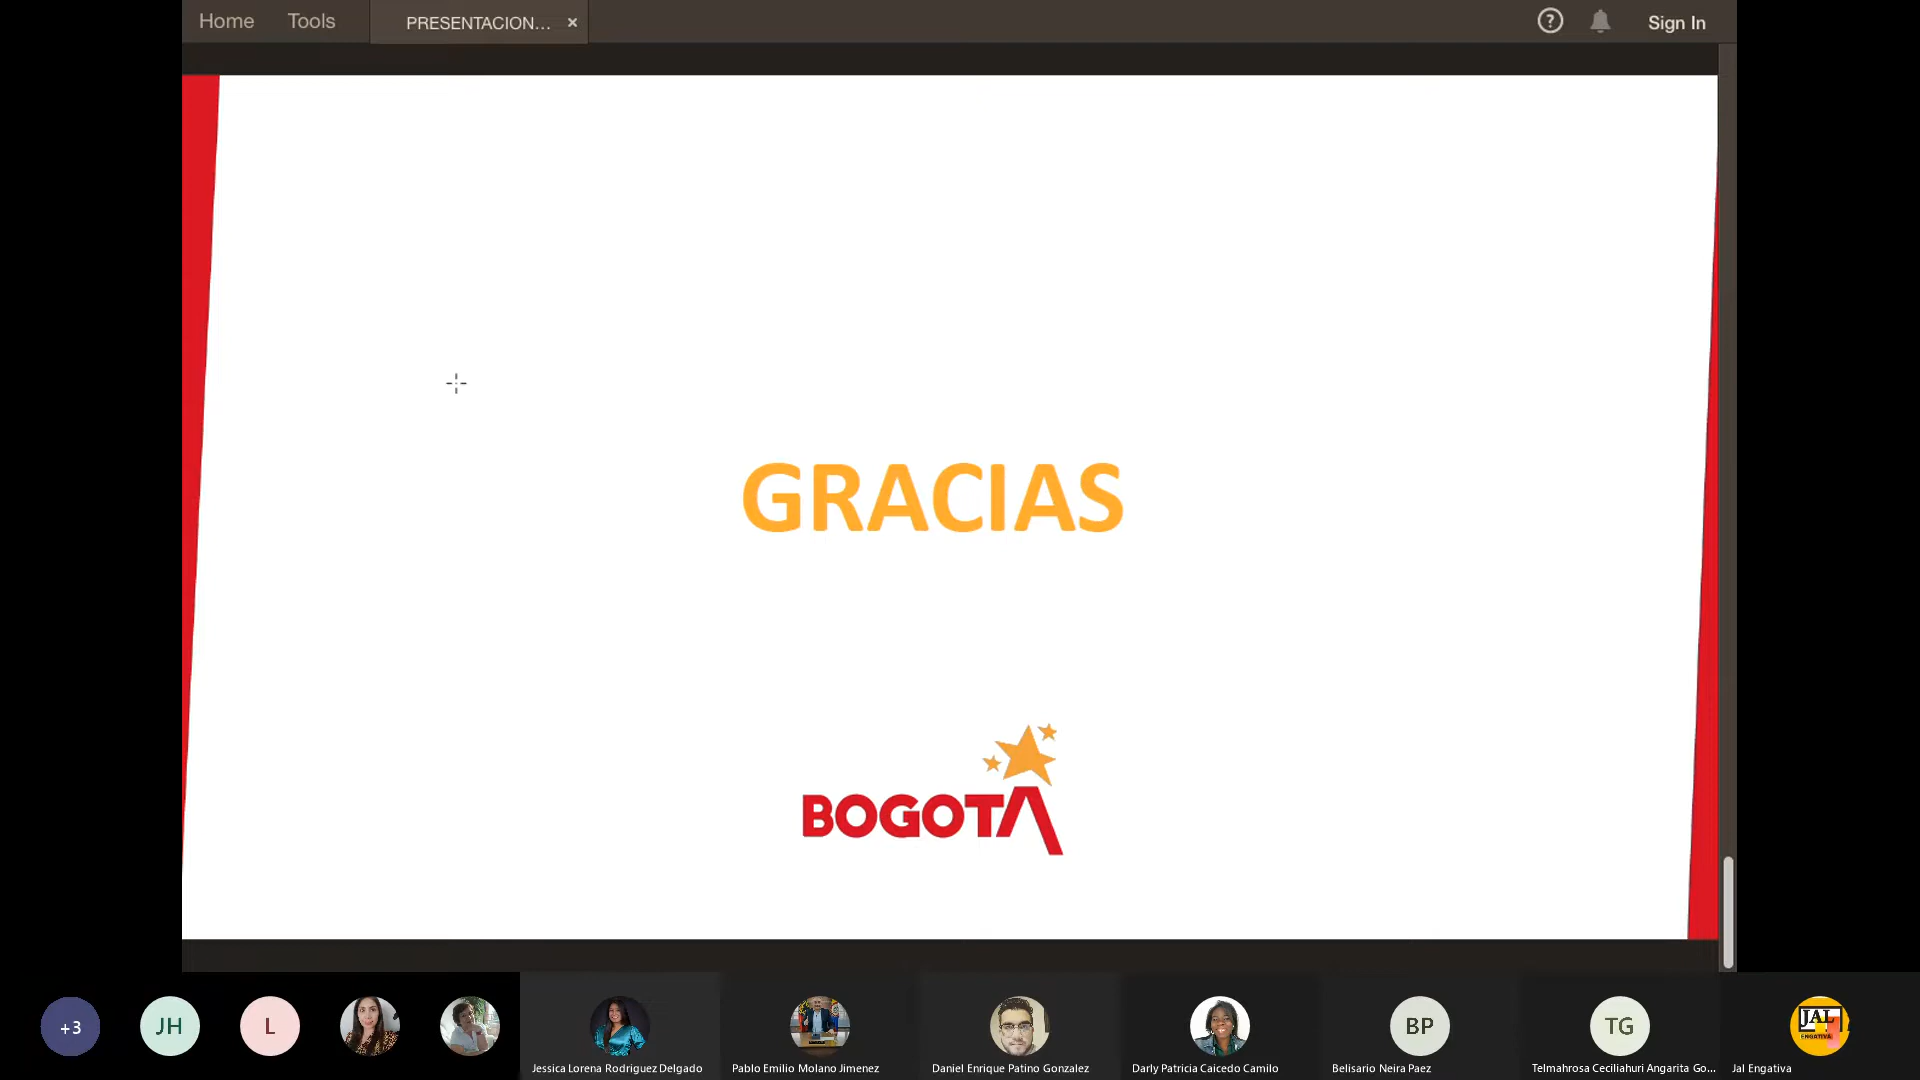 Home Tools PRESENTACION... × ? Sign In
GRACIAS
BOGOTÁ
+3 JH L BP TG JAL
ENGATIVA
Jessica Lorena Rodriguez Delgado Pablo Emilio Molano Jimenez Daniel Enrique Patino Gonzalez Darly Patricia Caicedo Camilo Belisario Neira Paez Telmahrosa Ceciliahuri Angarita Go... Jal Engativa